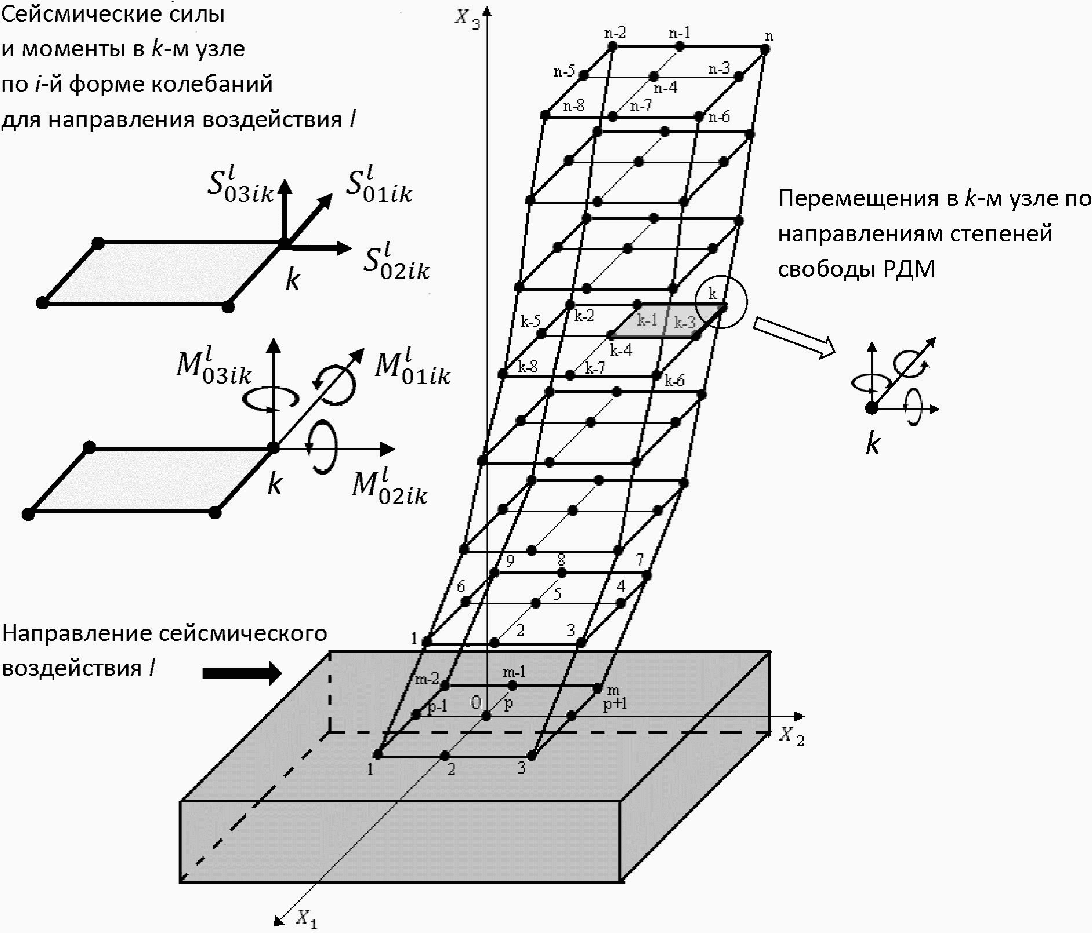 Сейсмические силы
и моменты в k-м узле
по i-й форме колебаний
для направления воздействия l
S^l_03ik
S^l_01ik
S^l_02ik
k
M^l_03ik
M^l_01ik
M^l_02ik
k
Направление сейсмического
воздействия l
X_3
n-2 n-1 n
n-5 n-4 n-3
n-8 n-7 n-6
Перемещения в k-м узле по
направлениям степеней
свободы РДМ
k
k-2 k-1 k
k-5 k-4 k-3
k-8 k-7 k-6
9 8 7
6 5 4
1 2 3
m-2 m-1 m
p-1 0 p p+1
1 2 3
X_2
X_1